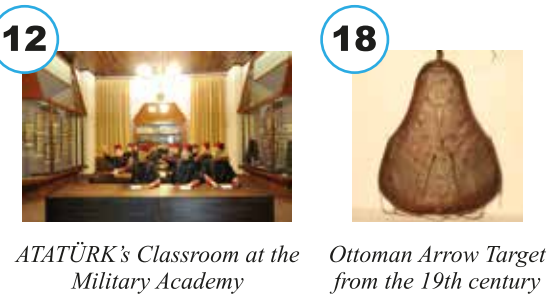 12
18
ATATÜRK's Classroom at the
Military Academy
Ottoman Arrow Target
from the 19th century